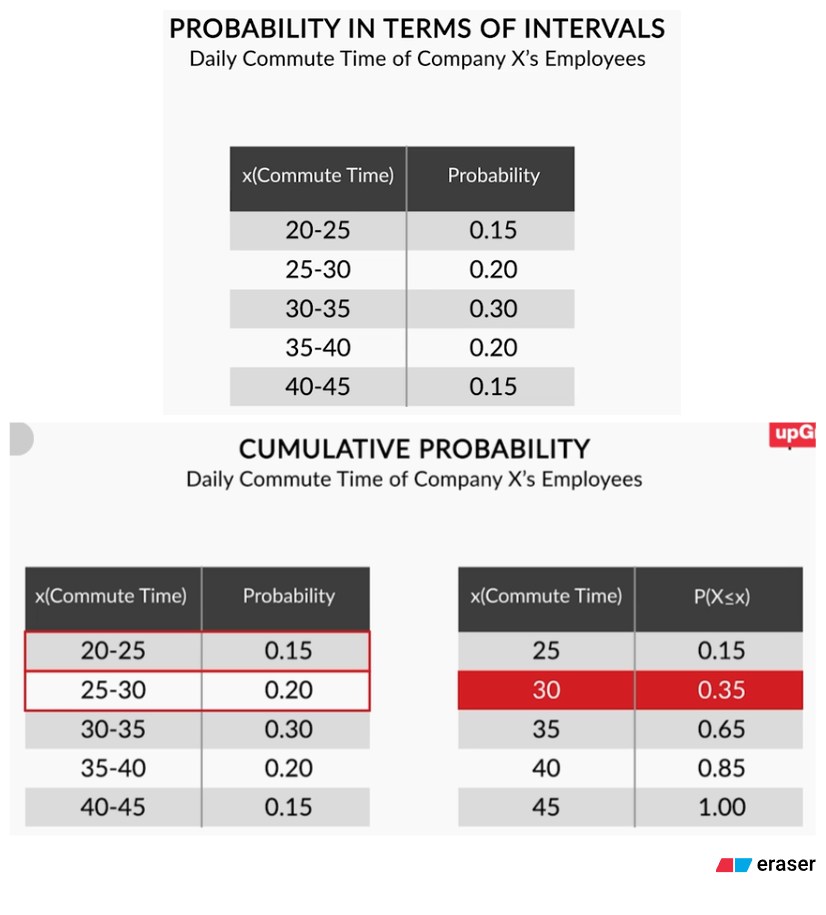 PROBABILITY IN TERMS OF INTERVALS
Daily Commute Time of Company X's Employees
x(Commute Time) Probability
20-25 0.15
25-30 0.20
30-35 0.30
35-40 0.20
40-45 0.15
upG
CUMULATIVE PROBABILITY
Daily Commute Time of Company X's Employees
x(Commute Time) Probability
20-25 0.15
25-30 0.20
30-35 0.30
35-40 0.20
40-45 0.15
x(Commute Time) P(X≤x)
25 0.15
30 0.35
35 0.65
40 0.85
45 1.00
eraser